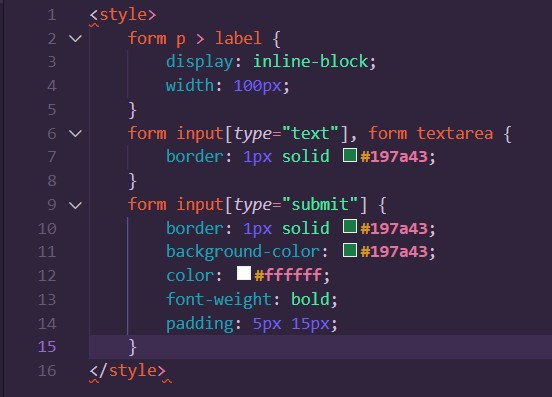 1 <style>
2 form p > label {
3 display: inline-block;
4 width: 100px;
5 }
6 form input[type="text"], form textarea {
7 border: 1px solid #197a43;
8 }
9 form input[type="submit"] {
10 border: 1px solid #197a43;
11 background-color: #197a43;
12 color: #ffffff;
13 font-weight: bold;
14 padding: 5px 15px;
15 }
16 </style>